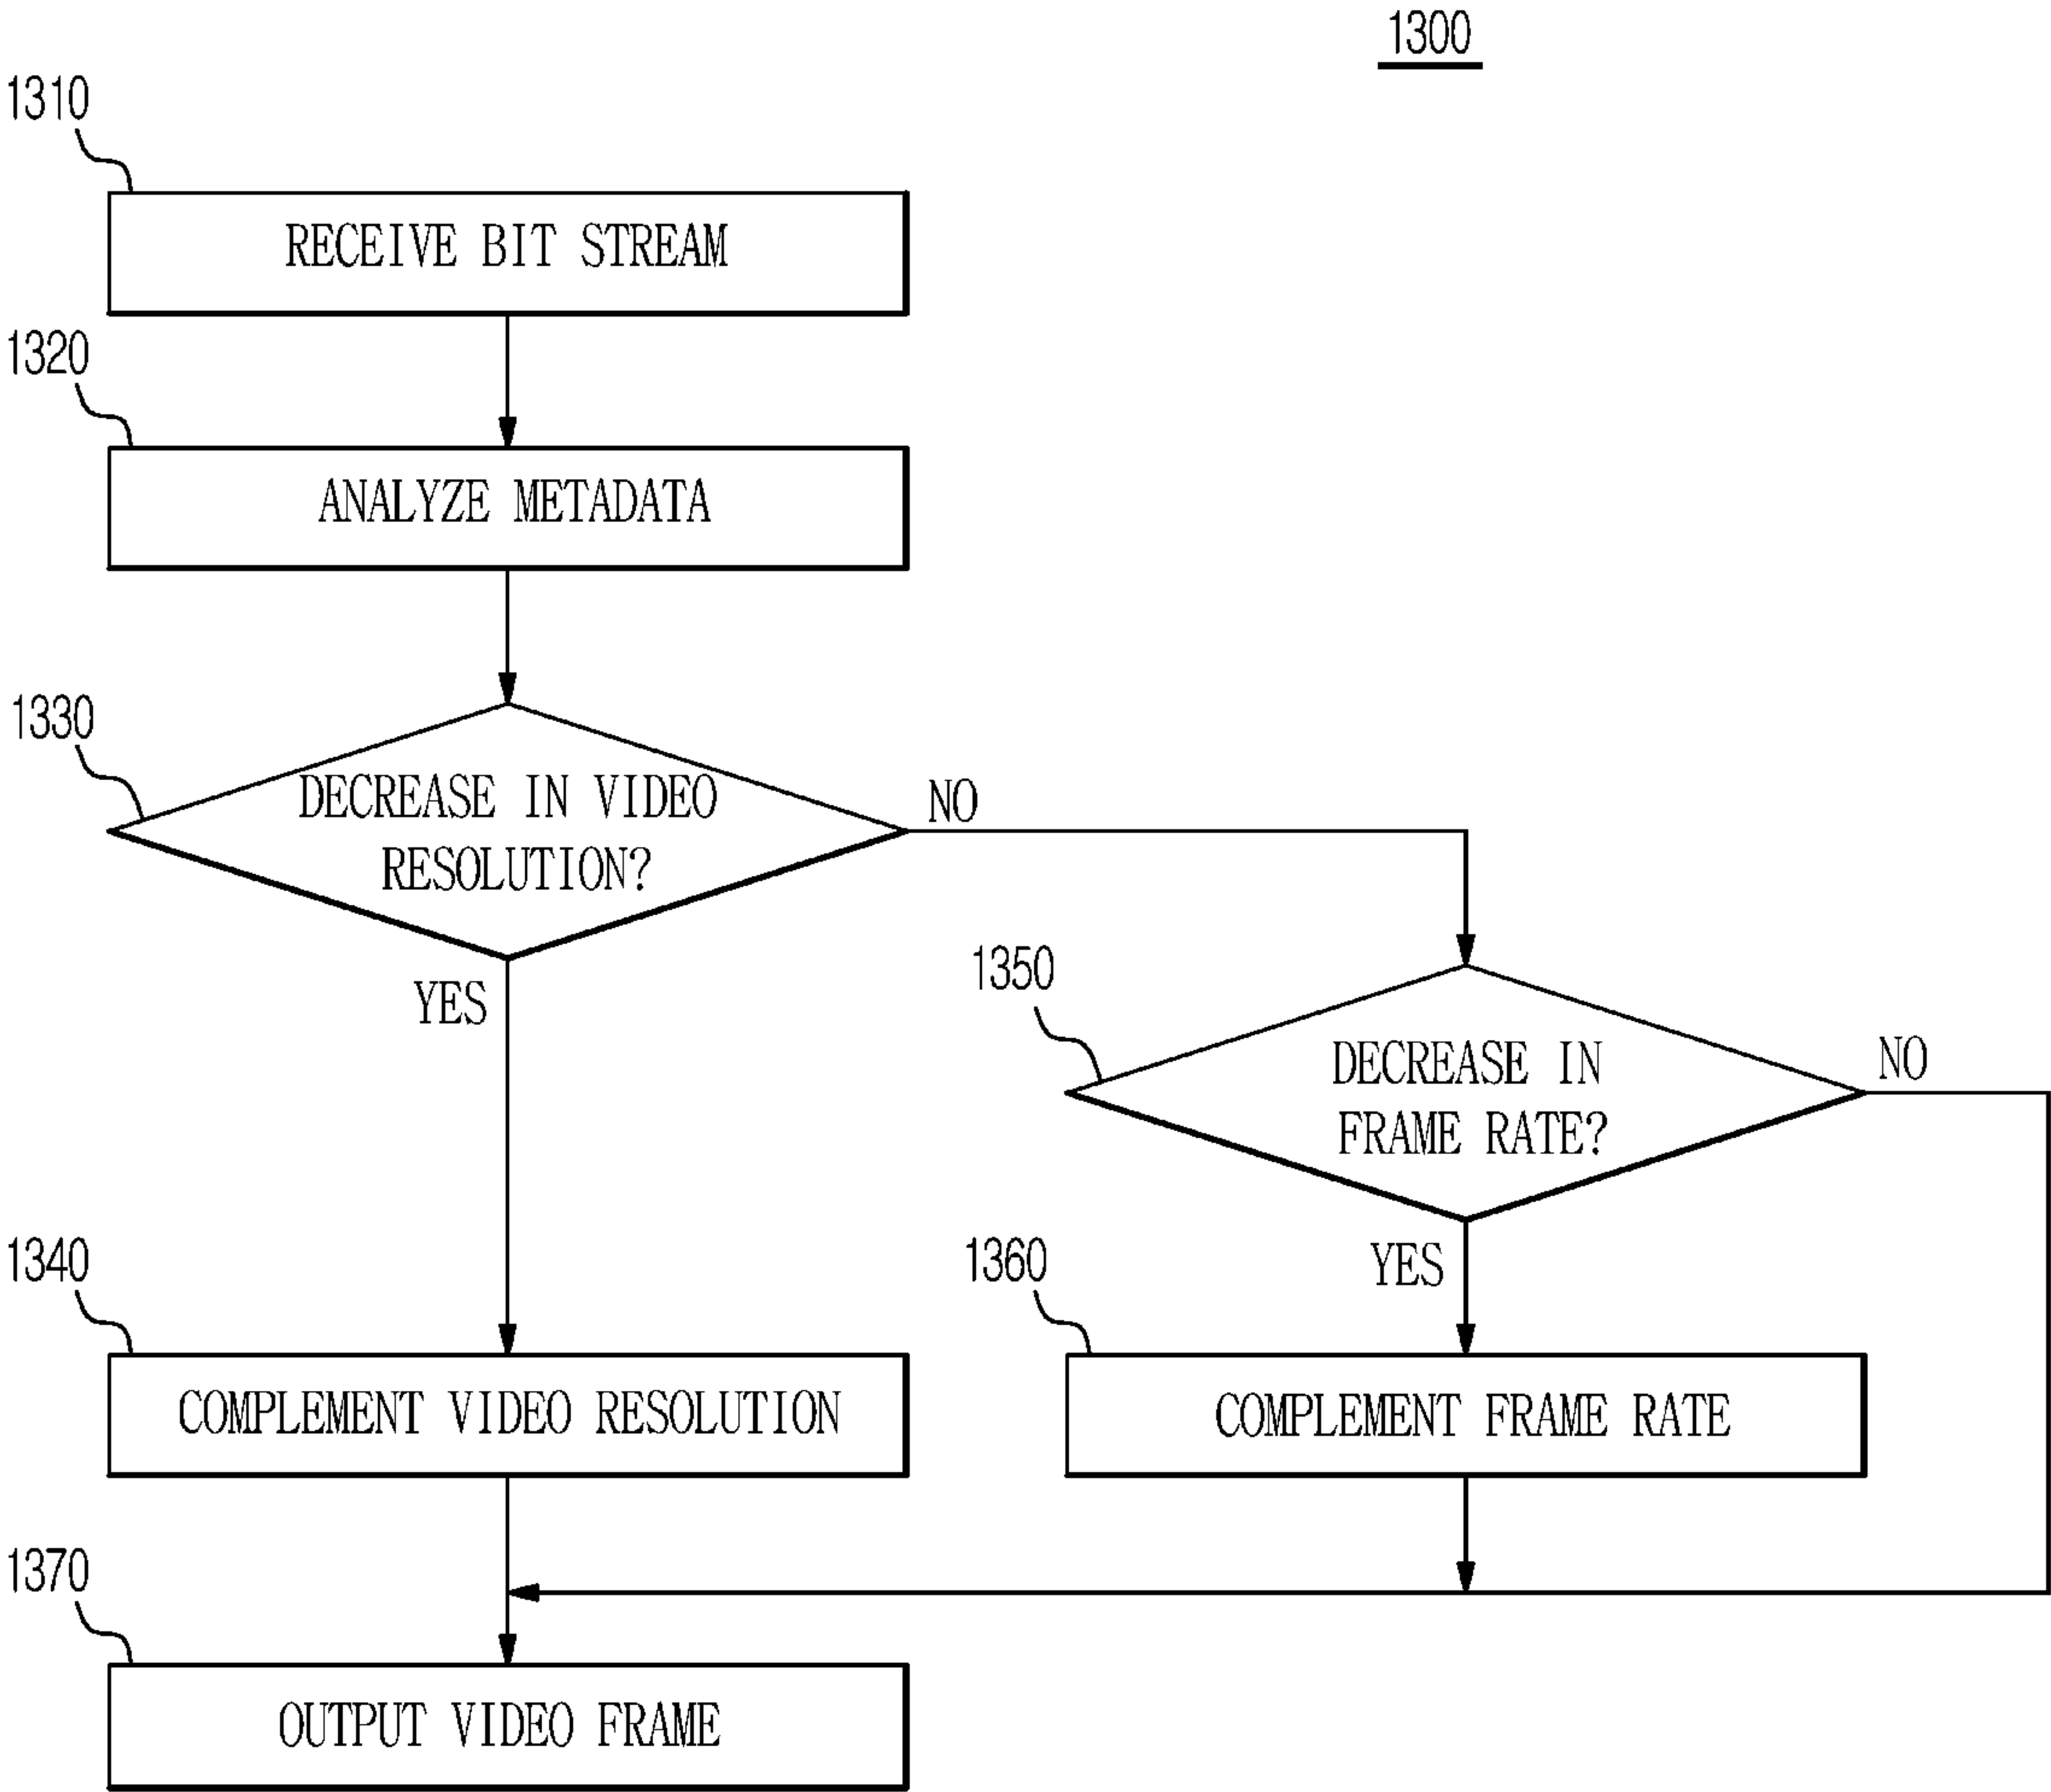 1300
1310
RECEIVE BIT STREAM
1320
ANALYZE METADATA
1330
DECREASE IN VIDEO
RESOLUTION?
NO
YES
1350
DECREASE IN
FRAME RATE?
NO
YES
1340
COMPLEMENT VIDEO RESOLUTION
1360
COMPLEMENT FRAME RATE
1370
OUTPUT VIDEO FRAME